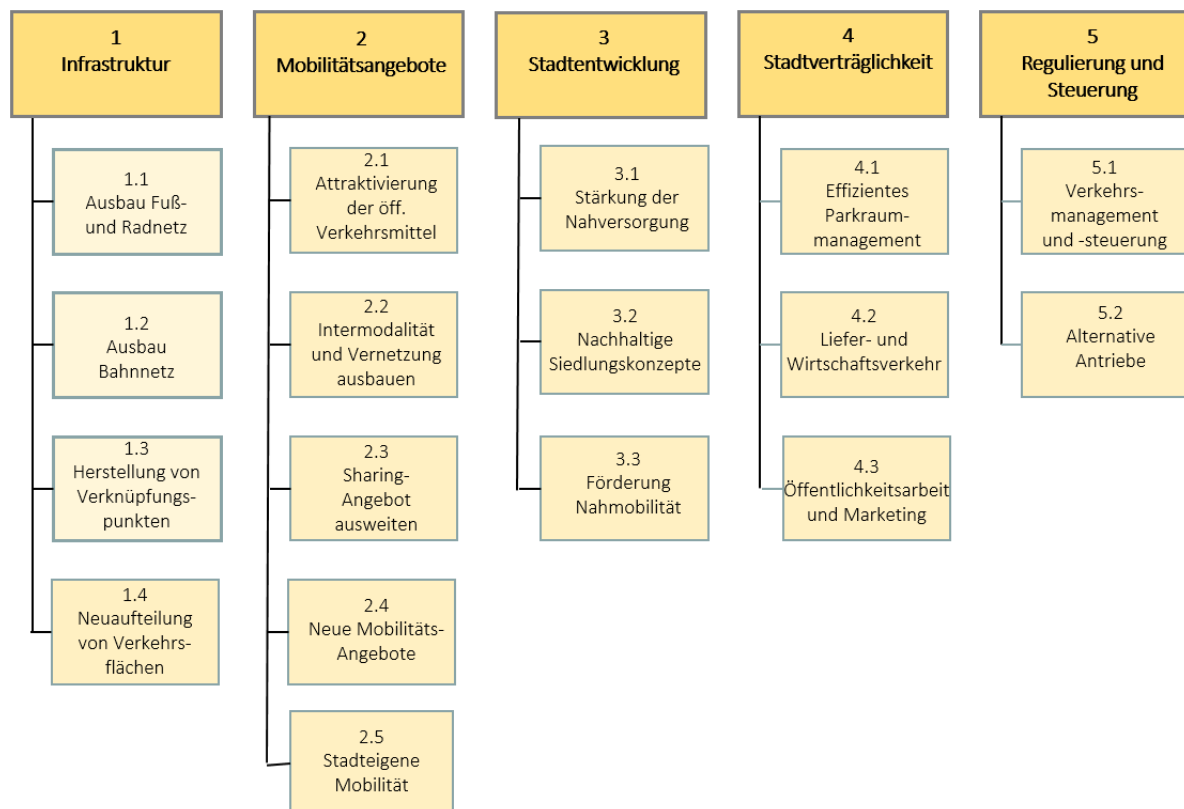 1
Infrastruktur
1.1
Ausbau Fuß-
und Radnetz
1.2
Ausbau
Bahnnetz
1.3
Herstellung von
Verknüpfungs-
punkten
1.4
Neuaufteilung
von Verkehrs-
flächen
2
Mobilitätsangebote
2.1
Attraktivierung
der öff.
Verkehrsmittel
2.2
Intermodalität
und Vernetzung
ausbauen
2.3
Sharing-
Angebot
ausweiten
2.4
Neue Mobilitäts-
Angebote
2.5
Stadteigene
Mobilität
3
Stadtentwicklung
3.1
Stärkung der
Nahversorgung
3.2
Nachhaltige
Siedlungskonzepte
3.3
Förderung
Nahmobilität
4
Stadtverträglichkeit
4.1
Effizientes
Parkraum-
management
4.2
Liefer- und
Wirtschaftsverkehr
4.3
Öffentlichkeitsarbeit
und Marketing
5
Regulierung und
Steuerung
5.1
Verkehrs-
management
und -steuerung
5.2
Alternative
Antriebe